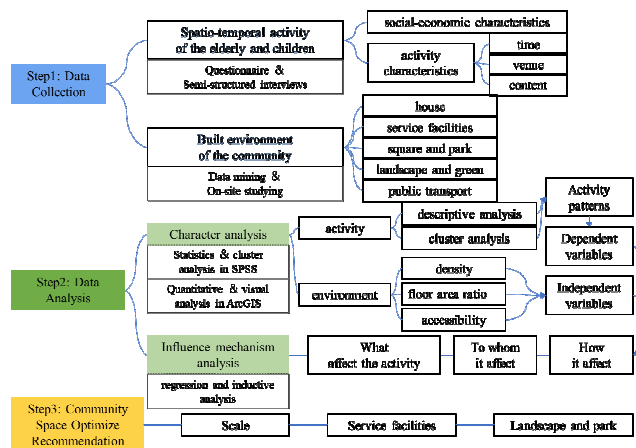 Step1: Data
Collection
Spatio-temporal activity
of the elderly and children
Questionnaire &
Semi-structured interviews
social-economic characteristics
activity
characteristics
time
venue
content
Built environment
of the community
Data mining &
On-site studying
house
service facilities
square and park
landscape and green
public transport
Step2: Data
Analysis
Character analysis
Statistics & cluster
analysis in SPSS
Quantitative & visual
analysis in ArcGIS
activity
descriptive analysis
cluster analysis
Activity
patterns
Dependent
variables
environment
density
floor area ratio
accessibility
Independent
variables
Influence mechanism
analysis
regression and inductive
analysis
What
affect the activity
To whom
it affect
How
it affect
Step3: Community
Space Optimize
Recommendation
Scale
Service facilities
Landscape and park